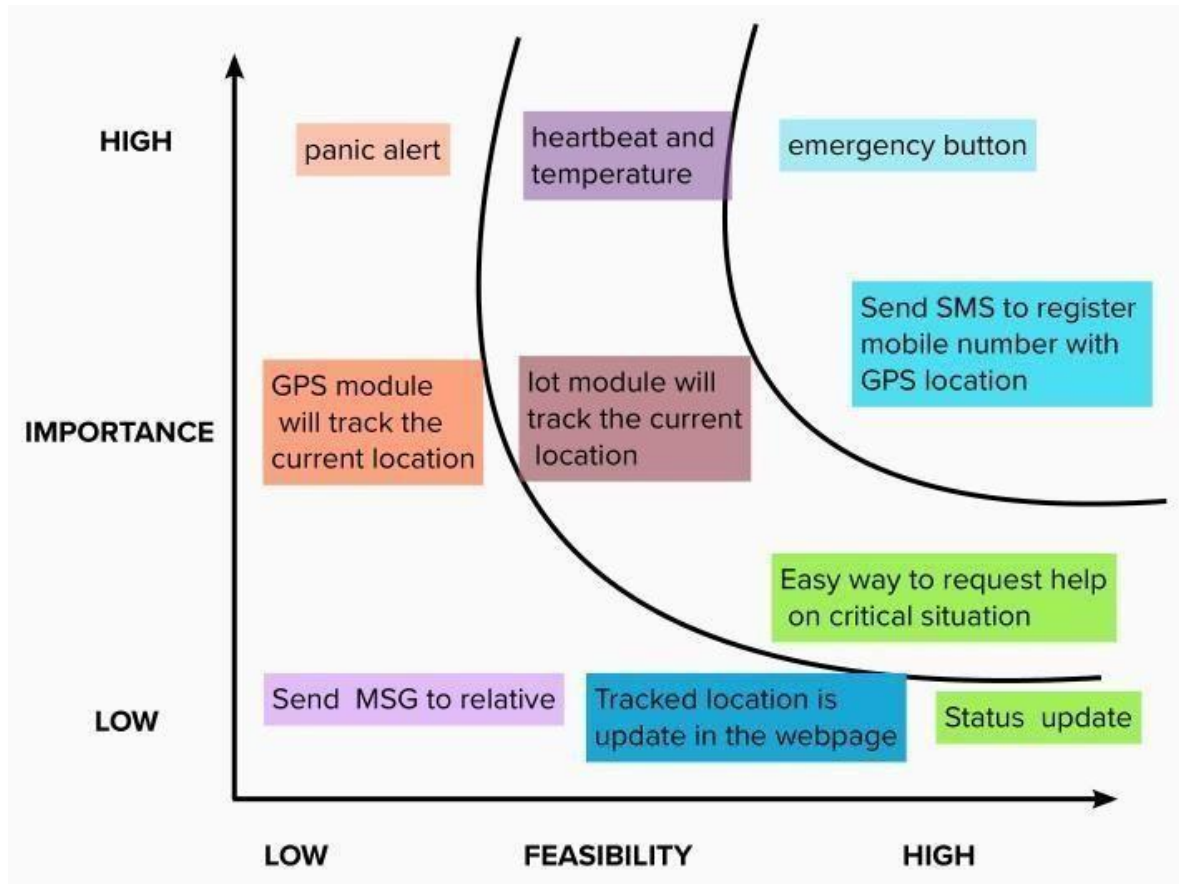 HIGH
panic alert
heartbeat and
temperature
emergency button
Send SMS to register
mobile number with
GPS location
IMPORTANCE
GPS module
will track the
current location
Iot module will
track the current
location
Easy way to request help
on critical situation
LOW
Send MSG to relative
Tracked location is
update in the webpage
Status update
LOW
FEASIBILITY
HIGH